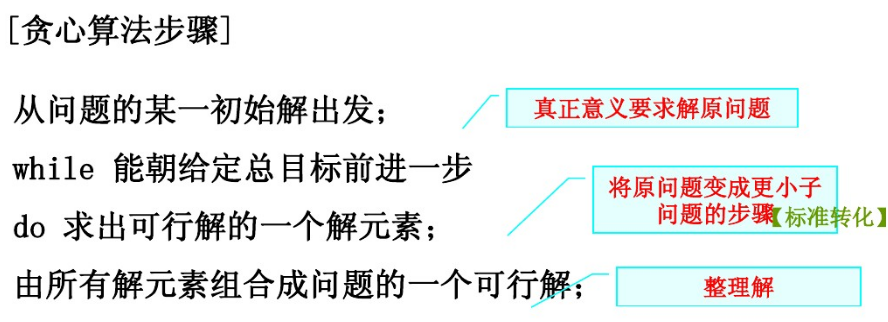 [贪心算法步骤]
从问题的某一初始解出发；
真正意义要求解原问题
while 能朝给定总目标前进一步
将原问题变成更小子
问题的步骤【标准转化】
do 求出可行解的一个解元素；
由所有解元素组合成问题的一个可行解；
整理解